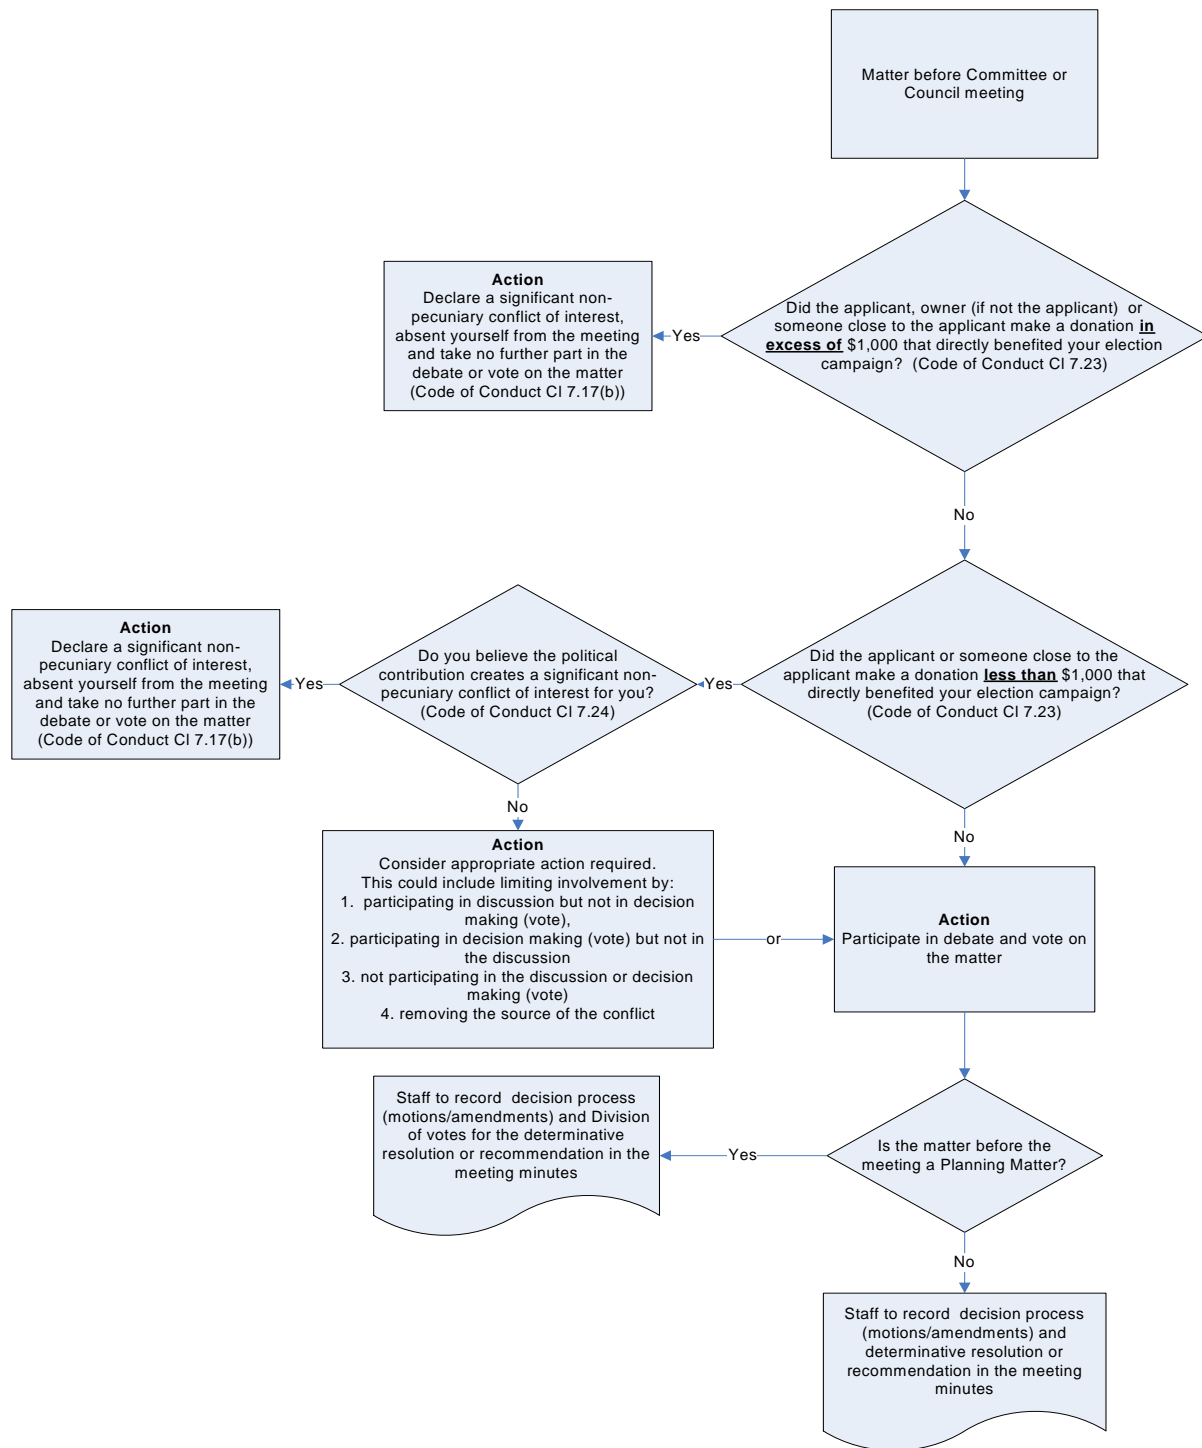 Matter before Committee or
Council meeting
Did the applicant, owner (if not the applicant)  or
someone close to the applicant make a donation in
excess of $1,000 that directly benefited your election
campaign?  (Code of Conduct Cl 7.23)
Yes
Action
Declare a significant non-
pecuniary conflict of interest,
absent yourself from the meeting
and take no further part in the
debate or vote on the matter
(Code of Conduct Cl 7.17(b))
No
Did the applicant or someone close to the
applicant make a donation less than $1,000 that
directly benefited your election campaign?
(Code of Conduct Cl 7.23)
Yes
Do you believe the political
contribution creates a significant non-
pecuniary conflict of interest for you?
(Code of Conduct Cl 7.24)
Yes
Action
Declare a significant non-
pecuniary conflict of interest,
absent yourself from the meeting
and take no further part in the
debate or vote on the matter
(Code of Conduct Cl 7.17(b))
No
Action
Consider appropriate action required.
This could include limiting involvement by:
1.  participating in discussion but not in decision
making (vote),
2. participating in decision making (vote) but not in
the discussion
3. not participating in the discussion or decision
making (vote)
4. removing the source of the conflict
or
No
Action
Participate in debate and vote on
the matter
Is the matter before the
meeting a Planning Matter?
Yes
Staff to record  decision process
(motions/amendments) and Division
of votes for the determinative
resolution or recommendation in the
meeting minutes
No
Staff to record  decision process
(motions/amendments) and
determinative resolution or
recommendation in the meeting
minutes